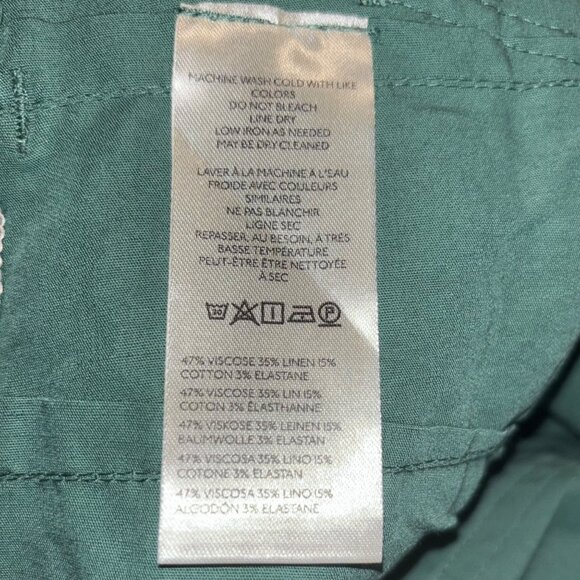 MACHINE WASH COLD WITH LIKE
COLORS
DO NOT BLEACH
LINE DRY
LOW IRON AS NEEDED
MAY BE DRY CLEANED
LAVER À LA MACHINE À L'EAU
FROIDE AVEC COULEURS
SIMILAIRES
NE PAS BLANCHIR
LIGNE SEC
REPASSER, AU BESOIN, À TRÈS
BASSE TEMPÉRATURE
PEUT-ÊTRE ÊTRE NETTOYÉE
À SEC
30 P
47% VISCOSE 35% LINEN 15%
COTTON 3% ELASTANE
47% VISCOSE 35% LIN 15%
COTON 3% ÉLASTHANNE
47% VISKOSE 35% LEINEN 15%
BAUMWOLLE 3% ELASTAN
47% VISCOSA 35% LINO 15%
COTONE 3% ELASTAN
47% VISCOSA 35% LINO 15%
ALGODÓN 3% ELASTAN